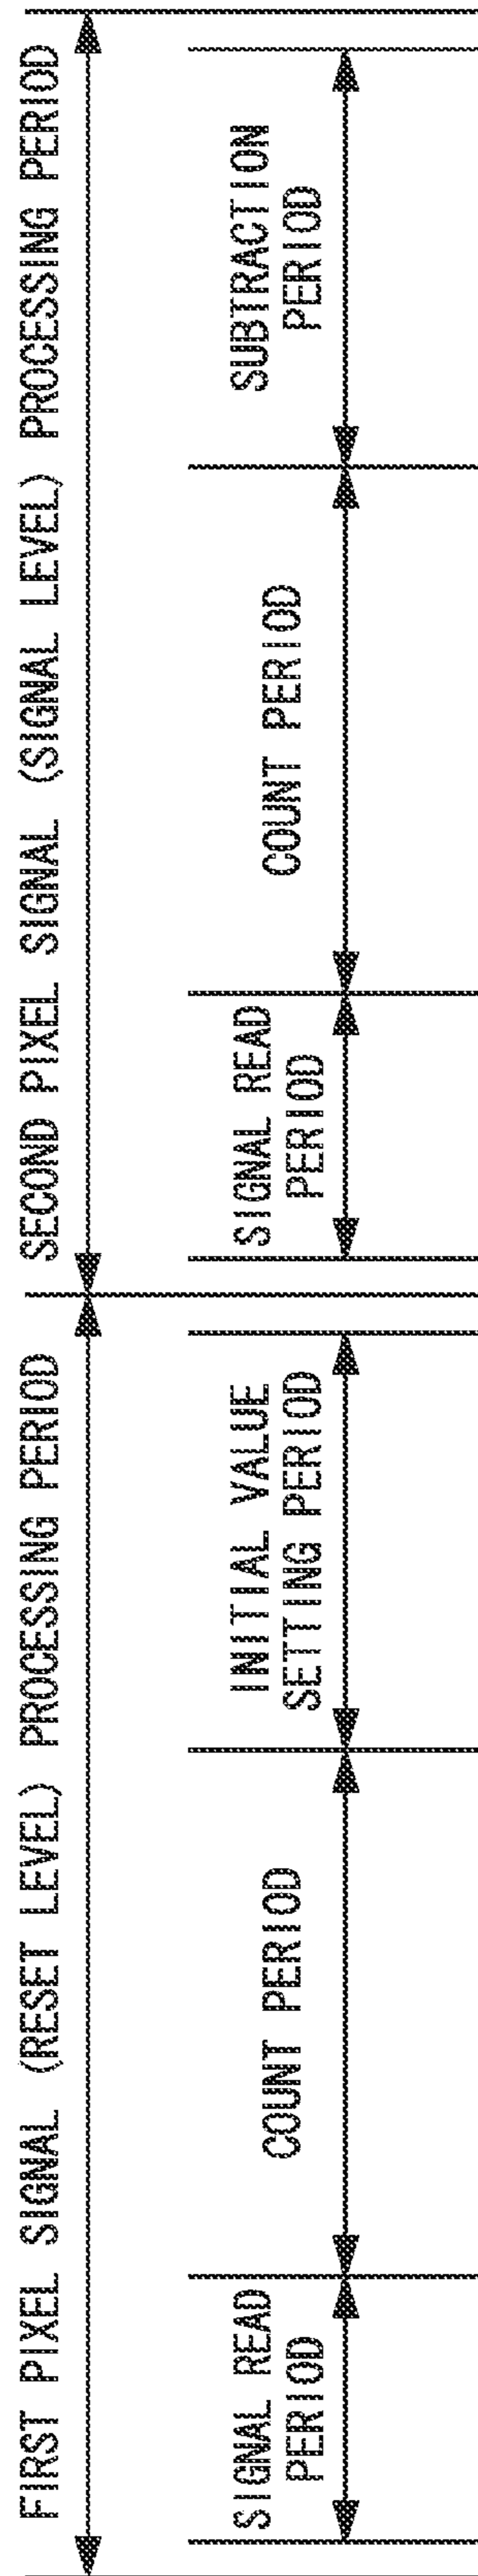 FIRST PIXEL SIGNAL (RESET LEVEL) PROCESSING PERIOD
SECOND PIXEL SIGNAL (SIGNAL LEVEL) PROCESSING PERIOD
SIGNAL READ
PERIOD
COUNT PERIOD
INITIAL VALUE
SETTING PERIOD
SIGNAL READ
PERIOD
COUNT PERIOD
SUBTRACTION
PERIOD